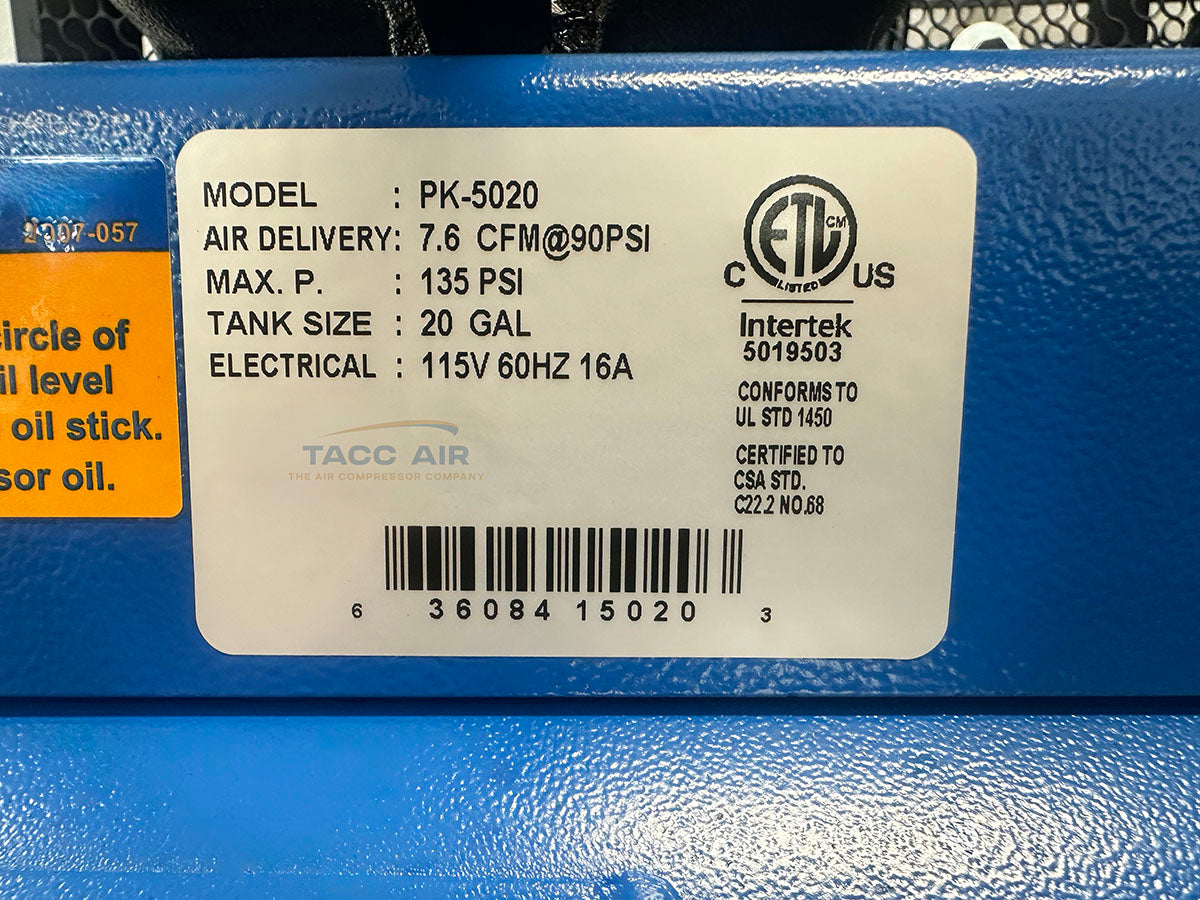 2007-057
circle of
il level
oil stick.
sor oil.
MODEL : PK-5020
AIR DELIVERY: 7.6 CFM@90PSI
MAX. P. : 135 PSI
TANK SIZE : 20 GAL
ELECTRICAL : 115V 60HZ 16A
TACC AIR
THE AIR COMPRESSOR COMPANY
ETL CM
C LISTED US
Intertek
5019503
CONFORMS TO
UL STD 1450
CERTIFIED TO
CSA STD.
C22.2 NO.68
6 36084 15020 3